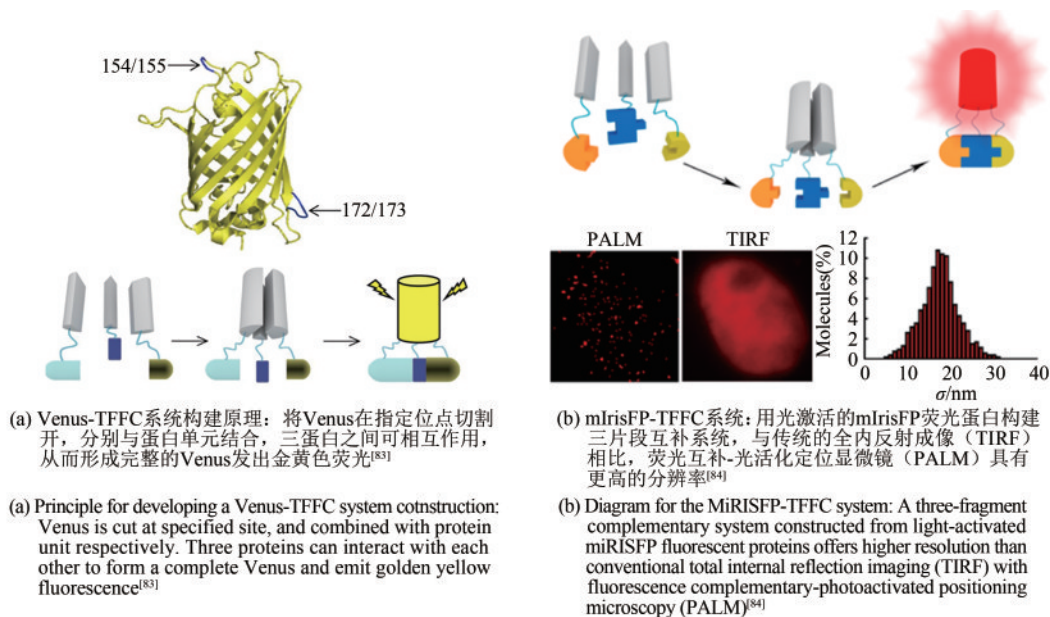 154/155
172/173
PALM
TIRF
Molecules(%)
12
10
8
6
4
2
0
0
10
20
30
40
σ/nm
(a) Venus-TFFC系统构建原理：将Venus在指定位点切割
开，分别与蛋白单元结合，三蛋白之间可相互作用，
从而形成完整的Venus发出金黄色荧光[83]
(a) Principle for developing a Venus-TFFC system cotnstruction:
Venus is cut at specified site, and combined with protein
unit respectively. Three proteins can interact with each
other to form a complete Venus and emit golden yellow
fluorescence[83]
(b) mIrisFP-TFFC系统：用光激活的mIrisFP荧光蛋白构建
三片段互补系统，与传统的全内反射成像（TIRF）
相比，荧光互补-光活化定位显微镜（PALM）具有
更高的分辨率[84]
(b) Diagram for the MiRISFP-TFFC system: A three-fragment
complementary system constructed from light-activated
miRISFP fluorescent proteins offers higher resolution than
conventional total internal reflection imaging (TIRF) with
fluorescence complementary-photoactivated positioning
microscopy (PALM)[84]